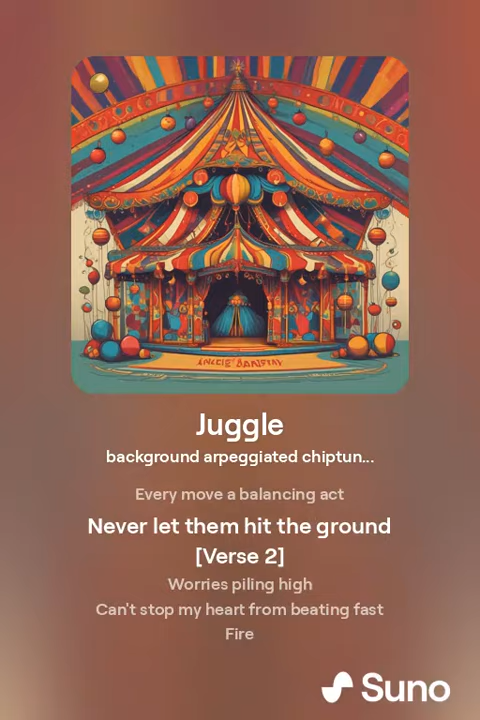 Juggle
background arpeggiated chiptun...
Every move a balancing act
Never let them hit the ground
[Verse 2]
Worries piling high
Can't stop my heart from beating fast
Fire
Suno